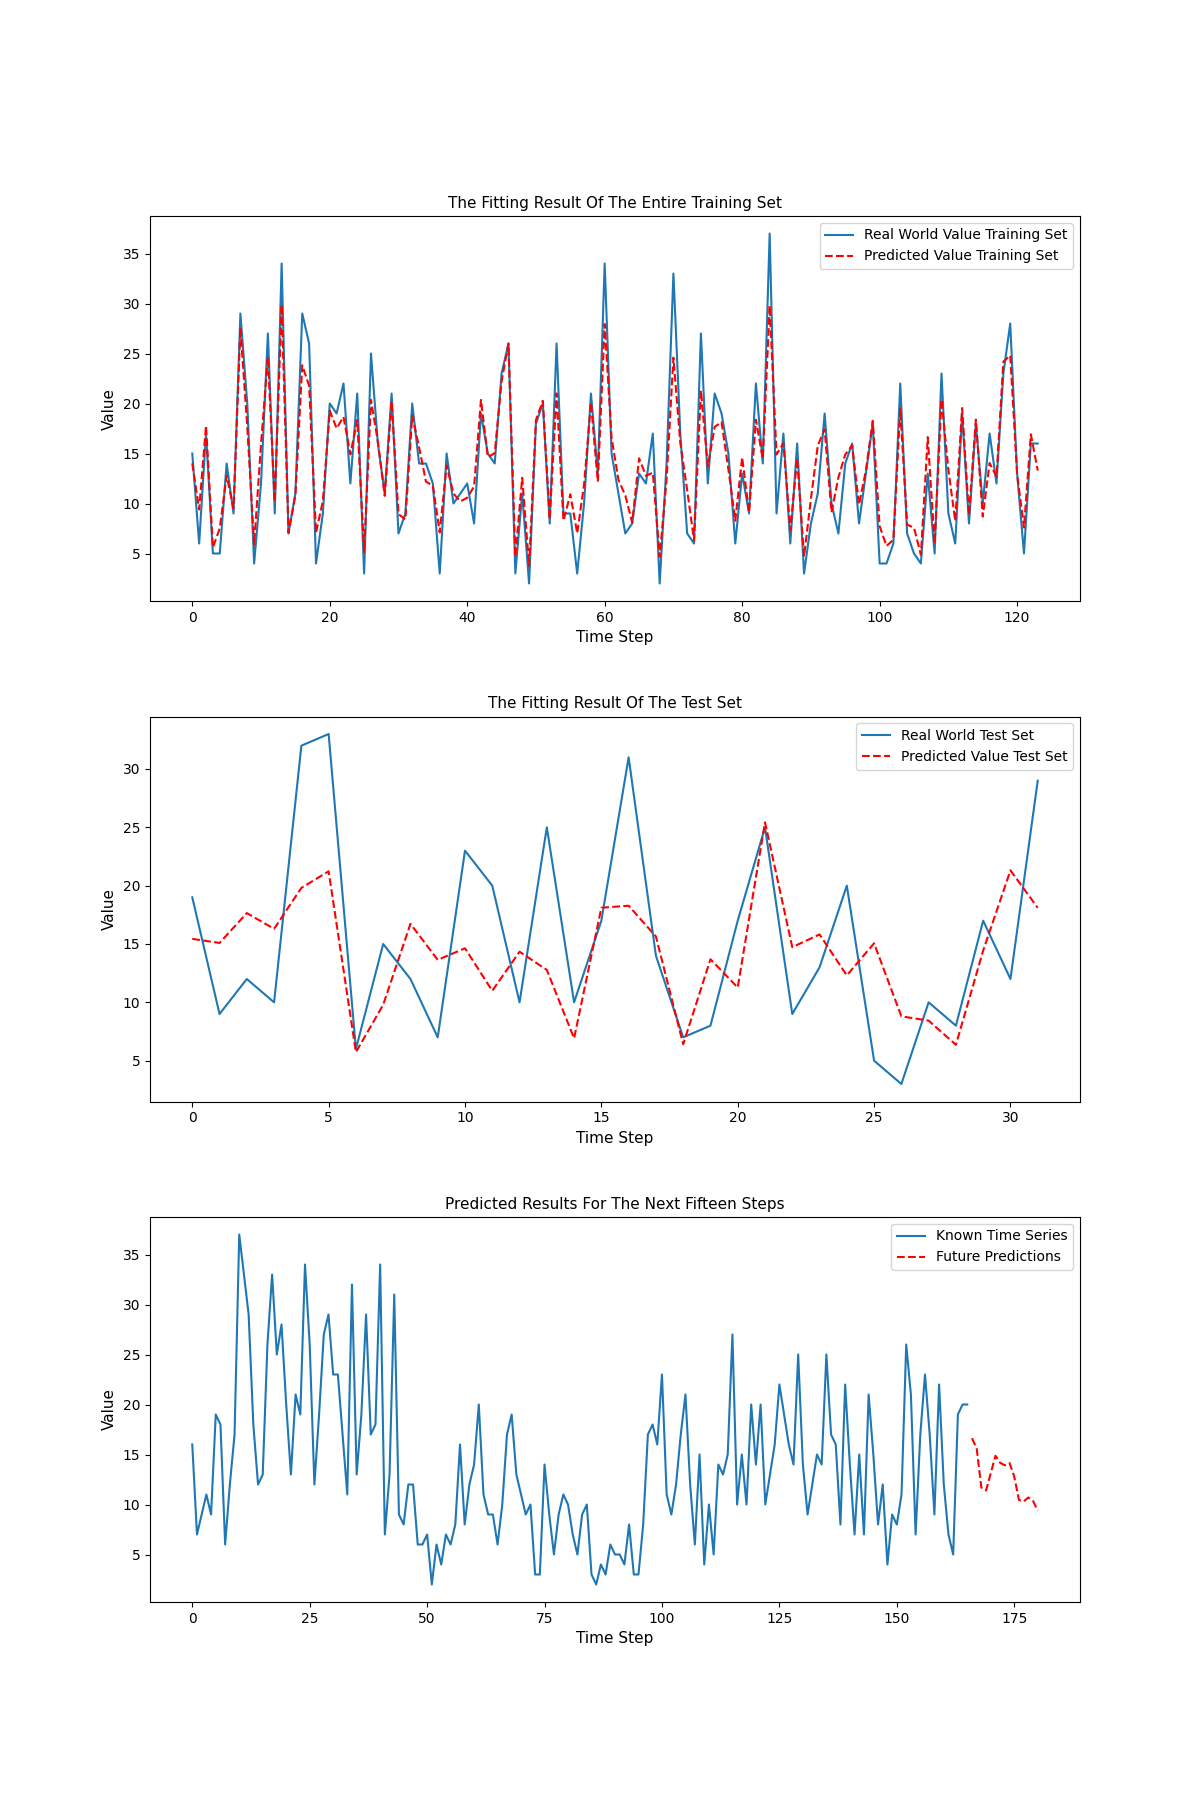 The Fitting Result Of The Entire Training Set
Real World Value Training Set
Predicted Value Training Set
Value
35
30
25
20
15
10
5
0 20 40 60 80 100 120
Time Step
The Fitting Result Of The Test Set
Real World Test Set
Predicted Value Test Set
Value
30
25
20
15
10
5
0 5 10 15 20 25 30
Time Step
Predicted Results For The Next Fifteen Steps
Known Time Series
Future Predictions
Value
35
30
25
20
15
10
5
0 25 50 75 100 125 150 175
Time Step